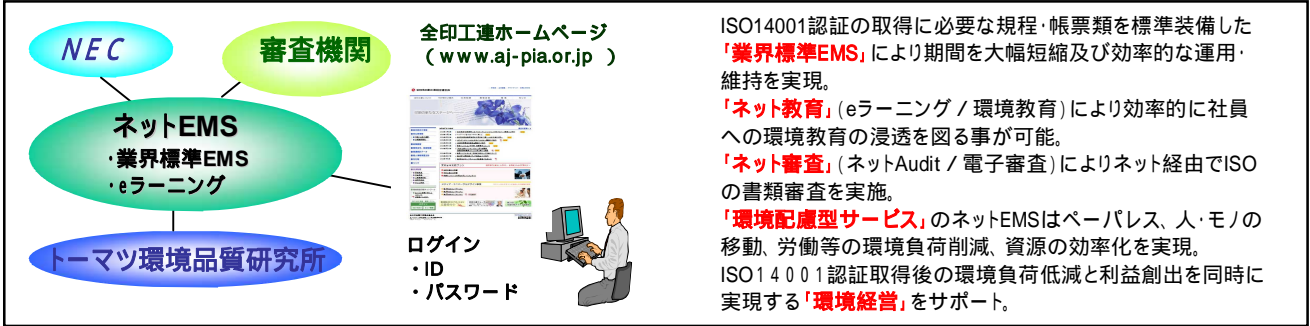 NEC
審査機関
ネットEMS
・業界標準EMS
・eラーニング
トーマツ環境品質研究所
全印工連ホームページ
（www.aj-pia.or.jp ）
ログイン
・ID
・パスワード
ISO14001認証の取得に必要な規程・帳票類を標準装備した
「業界標準EMS」により期間を大幅短縮及び効率的な運用・
維持を実現。
「ネット教育」（eラーニング / 環境教育）により効率的に社員
への環境教育の浸透を図る事が可能。
「ネット審査」（ネットAudit / 電子審査）によりネット経由でISO
の書類審査を実施。
「環境配慮型サービス」のネットEMSはペーパレス、人・モノの
移動、労働等の環境負荷削減、資源の効率化を実現。
ISO14001認証取得後の環境負荷低減と利益創出を同時に
実現する「環境経営」をサポート。